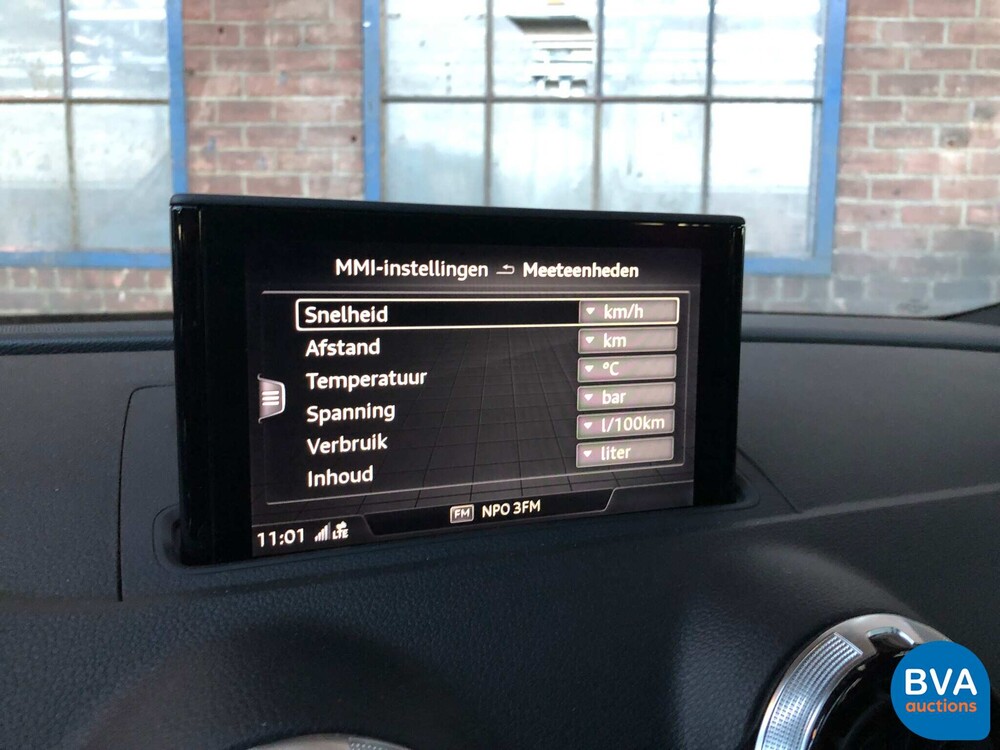 MMI-instellingen Meeteenheden
Snelheid km/h
Afstand km
Temperatuur °C
Spanning bar
Verbruik l/100km
Inhoud liter
FM NPO 3FM
11:01 LTE
BVA
auctions